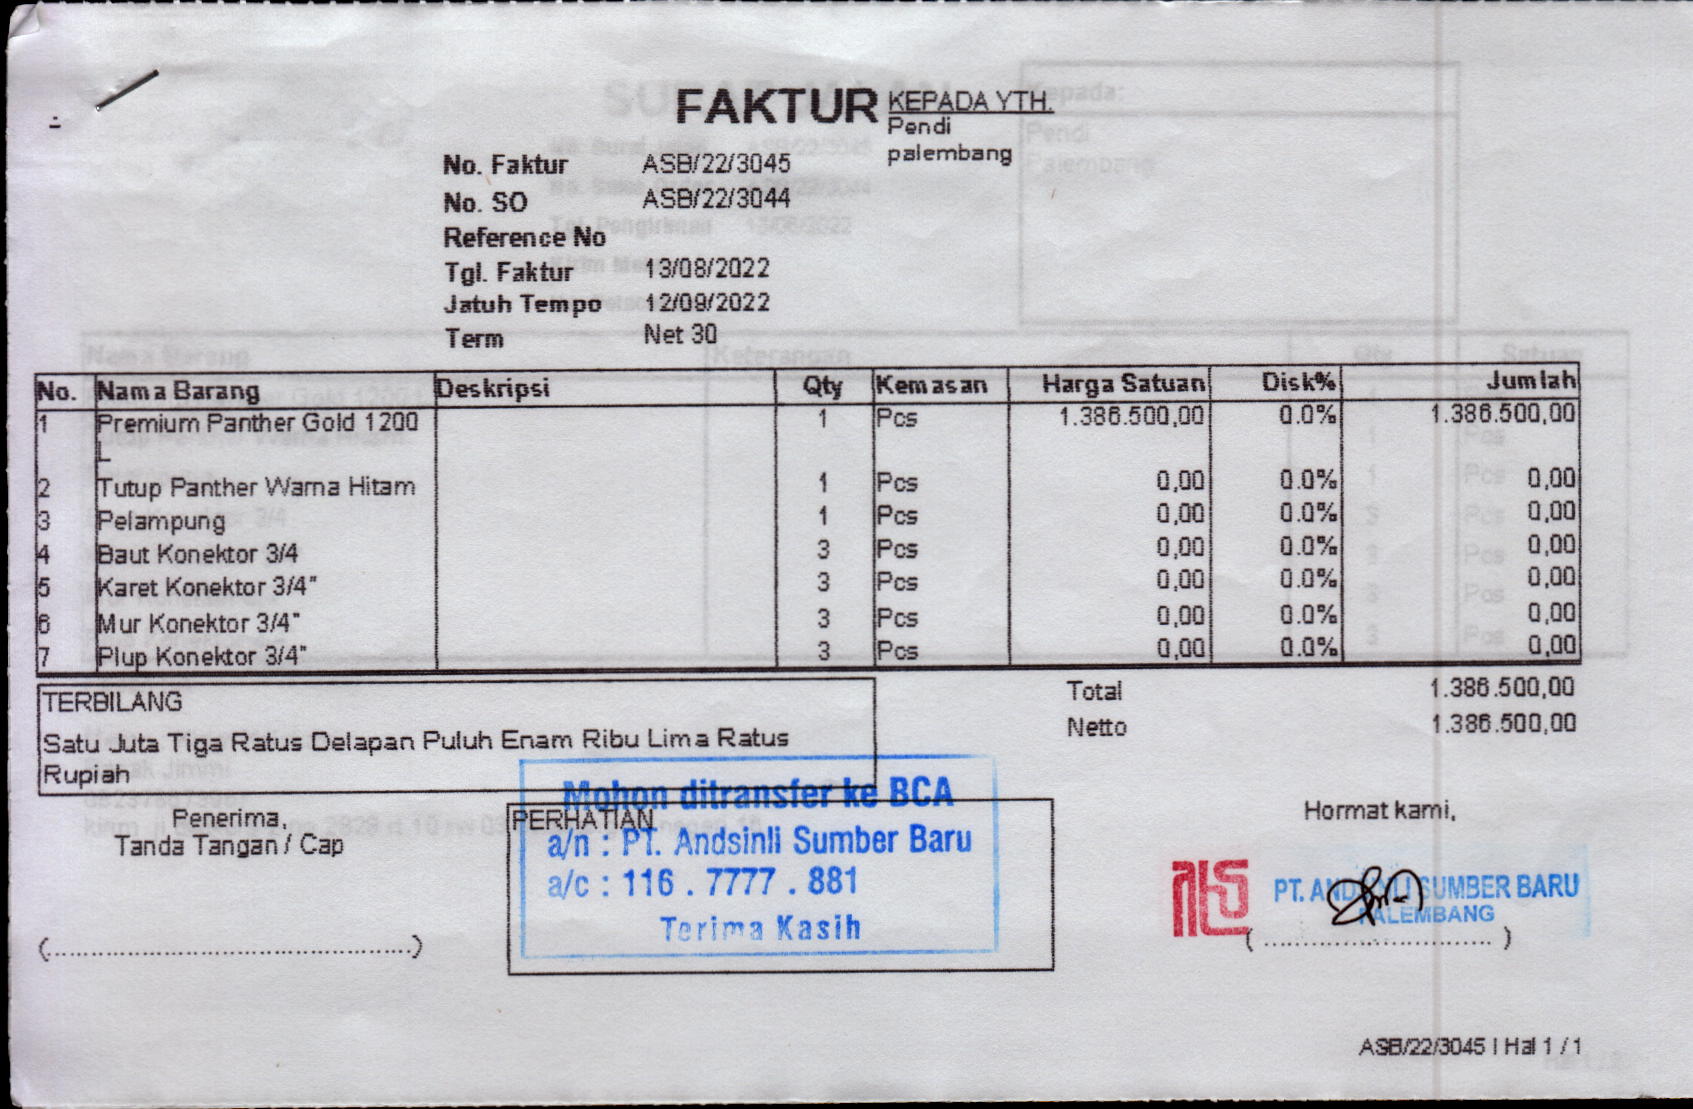 FAKTUR
KEPADA YTH.
Pendi
palembang
No. Faktur ASB/22/3045
No. SO ASB/22/3044
Reference No
Tgl. Faktur 13/08/2022
Jatuh Tempo 12/09/2022
Term Net 30
No. Nama Barang Deskripsi Qty Kemasan Harga Satuan Disk% Jumlah
1 Premium Panther Gold 1200 1 Pcs 1.386.500,00 0.0% 1.386.500,00
L
2 Tutup Panther Warna Hitam 1 Pcs 0,00 0.0% 0,00
3 Pelampung 1 Pcs 0,00 0.0% 0,00
4 Baut Konektor 3/4 3 Pcs 0,00 0.0% 0,00
5 Karet Konektor 3/4" 3 Pcs 0,00 0.0% 0,00
6 Mur Konektor 3/4" 3 Pcs 0,00 0.0% 0,00
7 Plup Konektor 3/4" 3 Pcs 0,00 0.0% 0,00
Total 1.386.500,00
Netto 1.386.500,00
TERBILANG
Satu Juta Tiga Ratus Delapan Puluh Enam Ribu Lima Ratus
Rupiah
Penerima,
Tanda Tangan / Cap
(..............................................)
PERHATIAN
Mohon ditransfer ke BCA
a/n : PT. Andsinli Sumber Baru
a/c : 116 . 7777 . 881
Terima Kasih
Hormat kami,
PT. ANDSINLI SUMBER BARU
PALEMBANG
( .............................. )
ASB/22/3045 | Hal 1 / 1